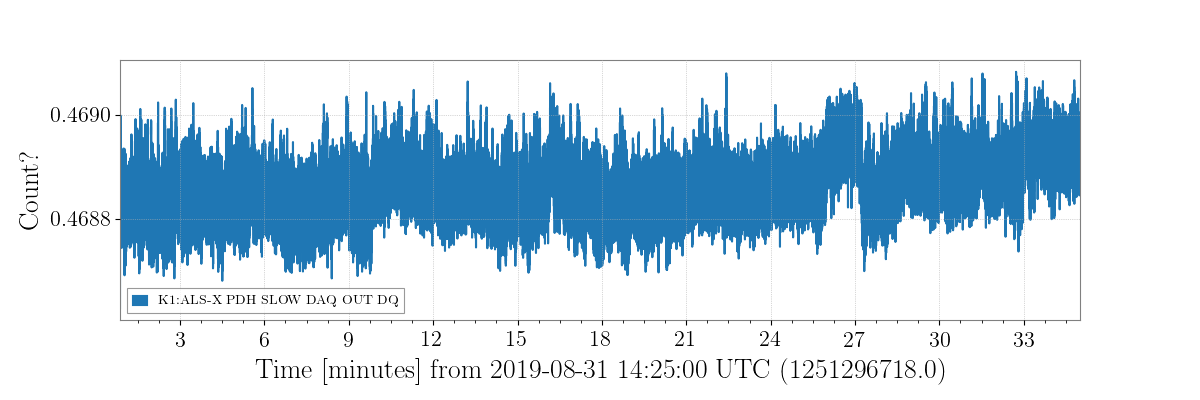 0.4690
0.4688
Count?
K1:ALS-X PDH SLOW DAQ OUT DQ
3 6 9 12 15 18 21 24 27 30 33
Time [minutes] from 2019-08-31 14:25:00 UTC (1251296718.0)